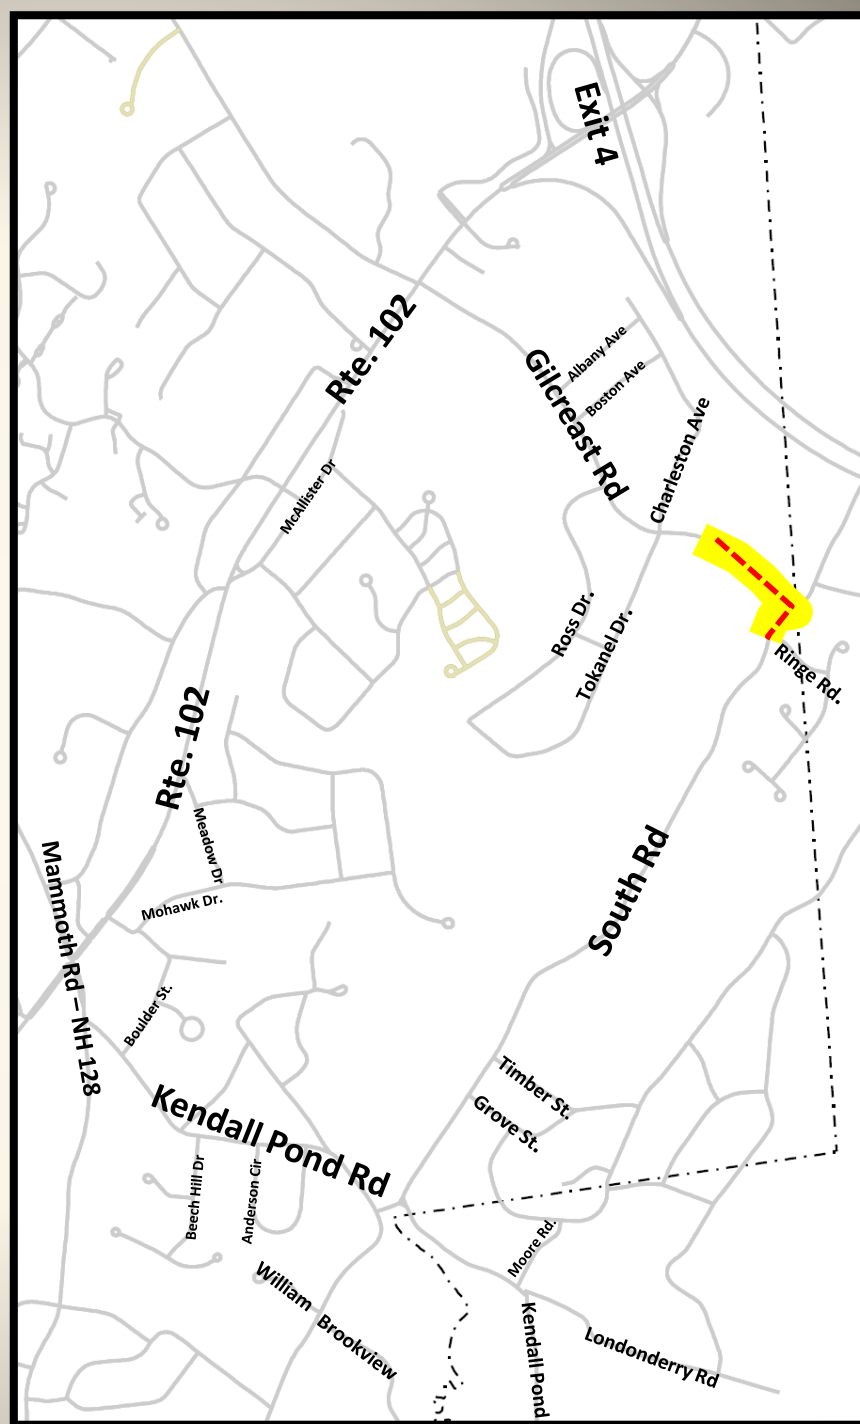 Exit 4
Rte. 102
Albany Ave
Gilcreast Rd
Boston Ave
Charleston Ave
McAllister Dr
Ross Dr.
Tokanel Dr.
Ringe Rd.
Rte. 102
Meadow Dr
Mohawk Dr.
South Rd
Mammoth Rd – NH 128
Boulder St.
Timber St.
Grove St.
Kendall Pond Rd
Beech Hill Dr
Anderson Cir
Moore Rd.
William
Brookview
Kendall Pond
Londonderry Rd